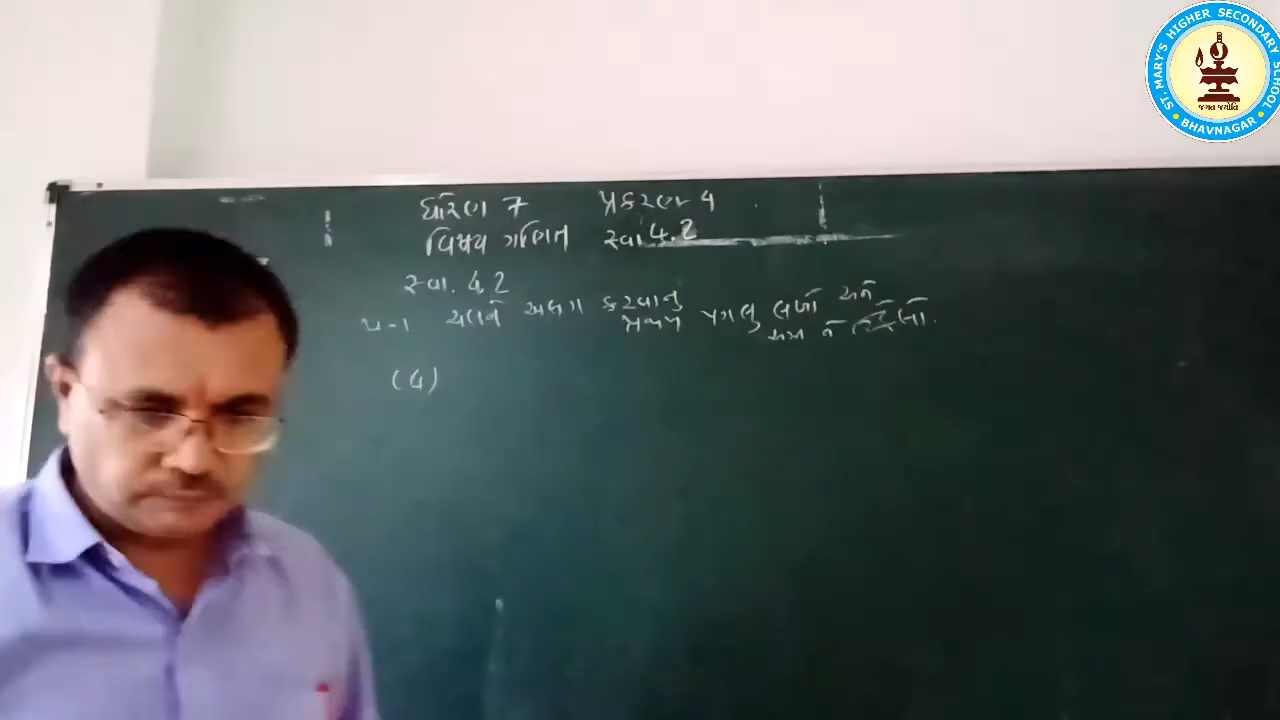 ધોરણ 7 પ્રકરણ 4
વિષય ગણિત સ્વા. 4.2
સ્વા. 4.2
પ્ર-1 ચલને અલગ કરવાનું પ્રથમ પગલુ લખો અને
(4)
ST. MARY'S HIGHER SECONDARY SCHOOL
BHAVNAGAR